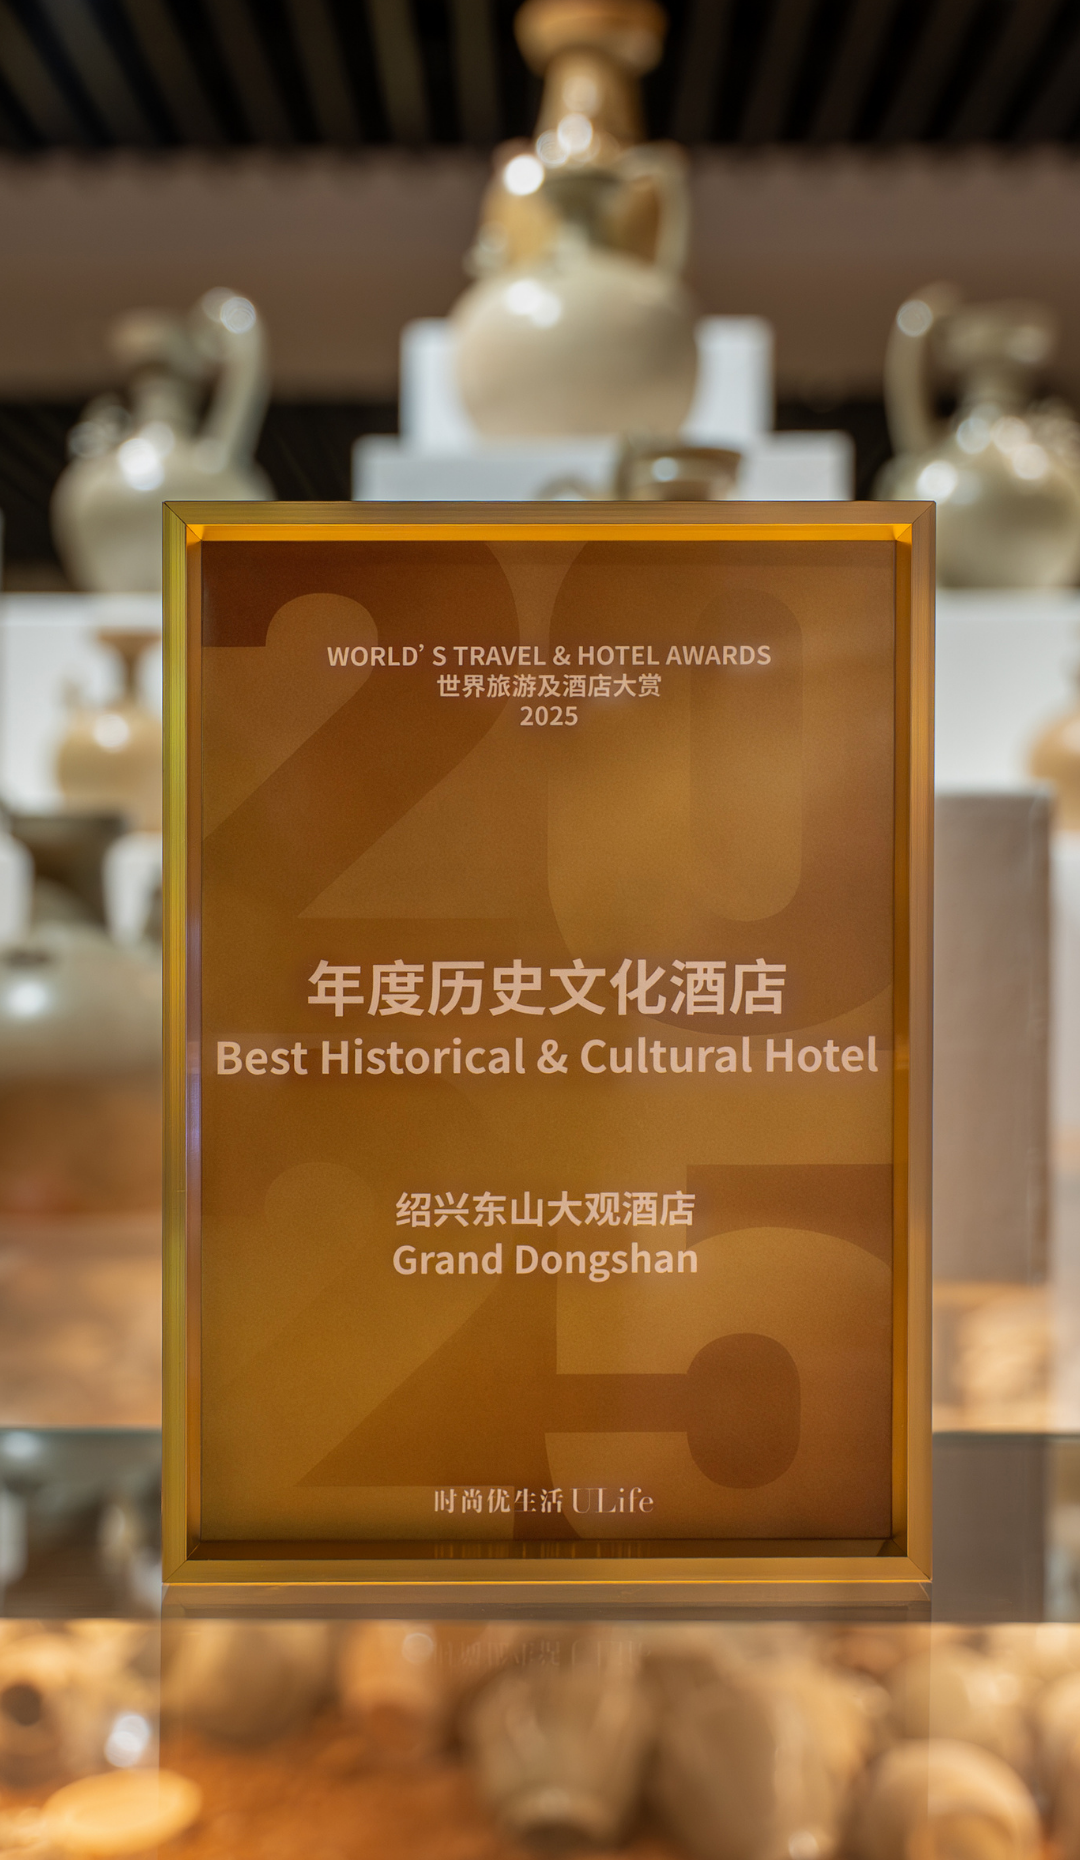 WORLD’ S TRAVEL & HOTEL AWARDS
世界旅游及酒店大赏
2025
年度历史文化酒店
Best Historical & Cultural Hotel
绍兴东山大观酒店
Grand Dongshan
时尚优生活 ULife